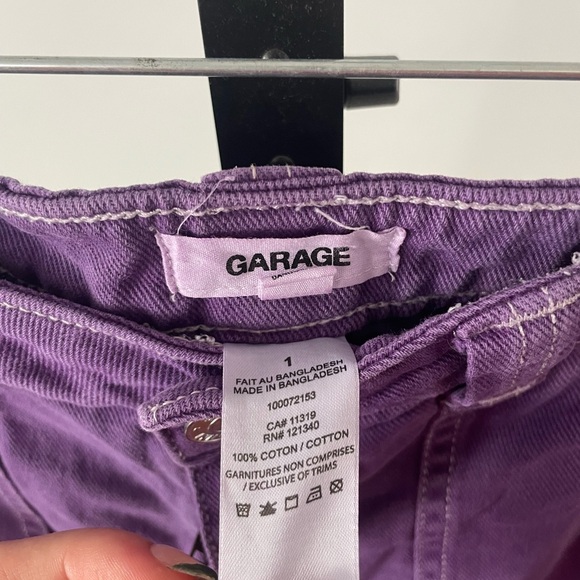 GARAGE
1
FAIT AU BANGLADESH
MADE IN BANGLADESH
100072153
CA# 11319
RN# 121340
100% COTON / COTTON
GARNITURES NON COMPRISES
/ EXCLUSIVE OF TRIMS